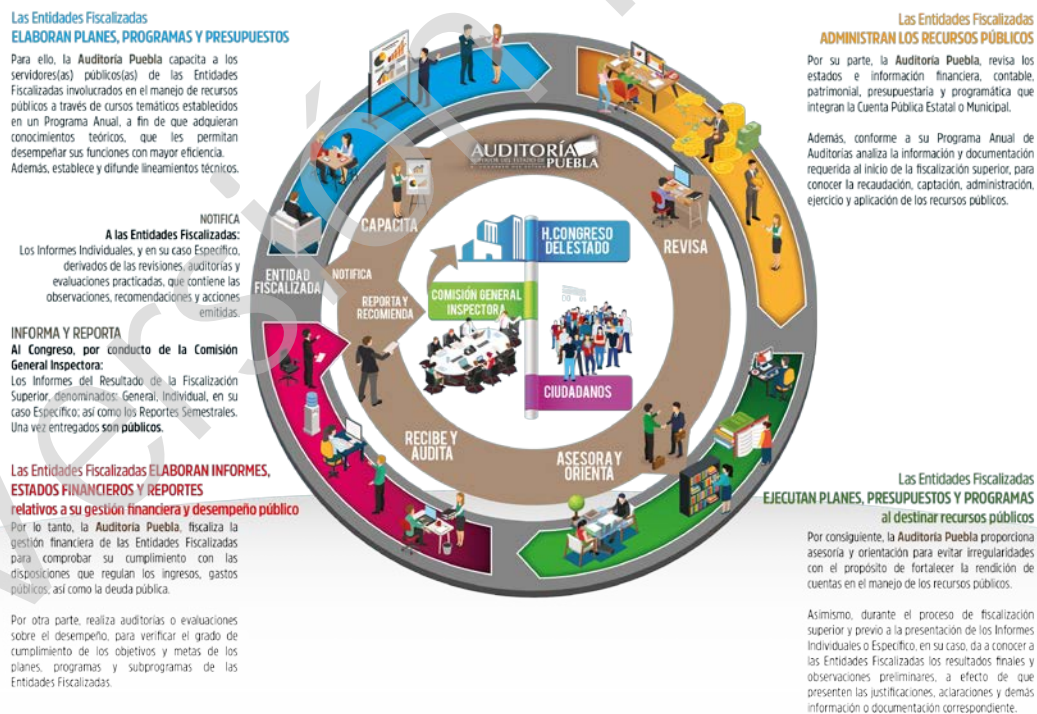 Las Entidades Fiscalizadas
ELABORAN PLANES, PROGRAMAS Y PRESUPUESTOS
Para ello, la Auditoría Puebla capacita a los
servidores(as) públicos(as) de las Entidades
Fiscalizadas involucrados en el manejo de recursos
públicos a través de cursos temáticos establecidos
en un Programa Anual, a fin de que adquieran
conocimientos teóricos, que les permitan
desempeñar sus funciones con mayor eficiencia.
Además, establece y difunde lineamientos técnicos.
NOTIFICA
A las Entidades Fiscalizadas:
Los Informes Individuales, y en su caso Específico,
derivados de las revisiones, auditorías y
evaluaciones practicadas, que contiene las
observaciones, recomendaciones y acciones
emitidas.
INFORMA Y REPORTA
Al Congreso, por conducto de la Comisión
General Inspectora:
Los Informes del Resultado de la Fiscalización
Superior, denominados: General, Individual, en su
caso Específico; así como los Reportes Semestrales.
Una vez entregados son públicos.
Las Entidades Fiscalizadas ELABORAN INFORMES,
ESTADOS FINANCIEROS Y REPORTES
relativos a su gestión financiera y desempeño público
Por lo tanto, la Auditoría Puebla, fiscaliza la
gestión financiera de las Entidades Fiscalizadas
para comprobar su cumplimiento con las
disposiciones que regulan los ingresos, gastos
públicos, así como la deuda pública.
Por otra parte, realiza auditorías o evaluaciones
sobre el desempeño, para verificar el grado de
cumplimiento de los objetivos y metas de los
planes, programas y subprogramas de las
Entidades Fiscalizadas.
AUDITORÍA
PUEBLA
CAPACITA
REVISA
H. CONGRESO
DEL ESTADO
ENTIDAD
FISCALIZADA
NOTIFICA
REPORTA Y
RECOMIENDA
COMISIÓN GENERAL
INSPECTORA
CIUDADANOS
RECIBE Y
AUDITA
ASESORA Y
ORIENTA
Las Entidades Fiscalizadas
ADMINISTRAN LOS RECURSOS PÚBLICOS
Por su parte, la Auditoría Puebla, revisa los
estados e información financiera, contable,
patrimonial, presupuestaria y programática que
integran la Cuenta Pública Estatal o Municipal.
Además, conforme a su Programa Anual de
Auditorías analiza la información y documentación
requerida al inicio de la fiscalización superior, para
conocer la recaudación, captación, administración,
ejercicio y aplicación de los recursos públicos.
Las Entidades Fiscalizadas
EJECUTAN PLANES, PRESUPUESTOS Y PROGRAMAS
al destinar recursos públicos
Por consiguiente, la Auditoría Puebla proporciona
asesoría y orientación para evitar irregularidades
con el propósito de fortalecer la rendición de
cuentas en el manejo de los recursos públicos.
Asimismo, durante el proceso de fiscalización
superior y previo a la presentación de los Informes
Individuales o Específico, en su caso, da a conocer a
las Entidades Fiscalizadas los resultados finales y
observaciones preliminares, a efecto de que
presenten las justificaciones, aclaraciones y demás
información o documentación correspondiente.